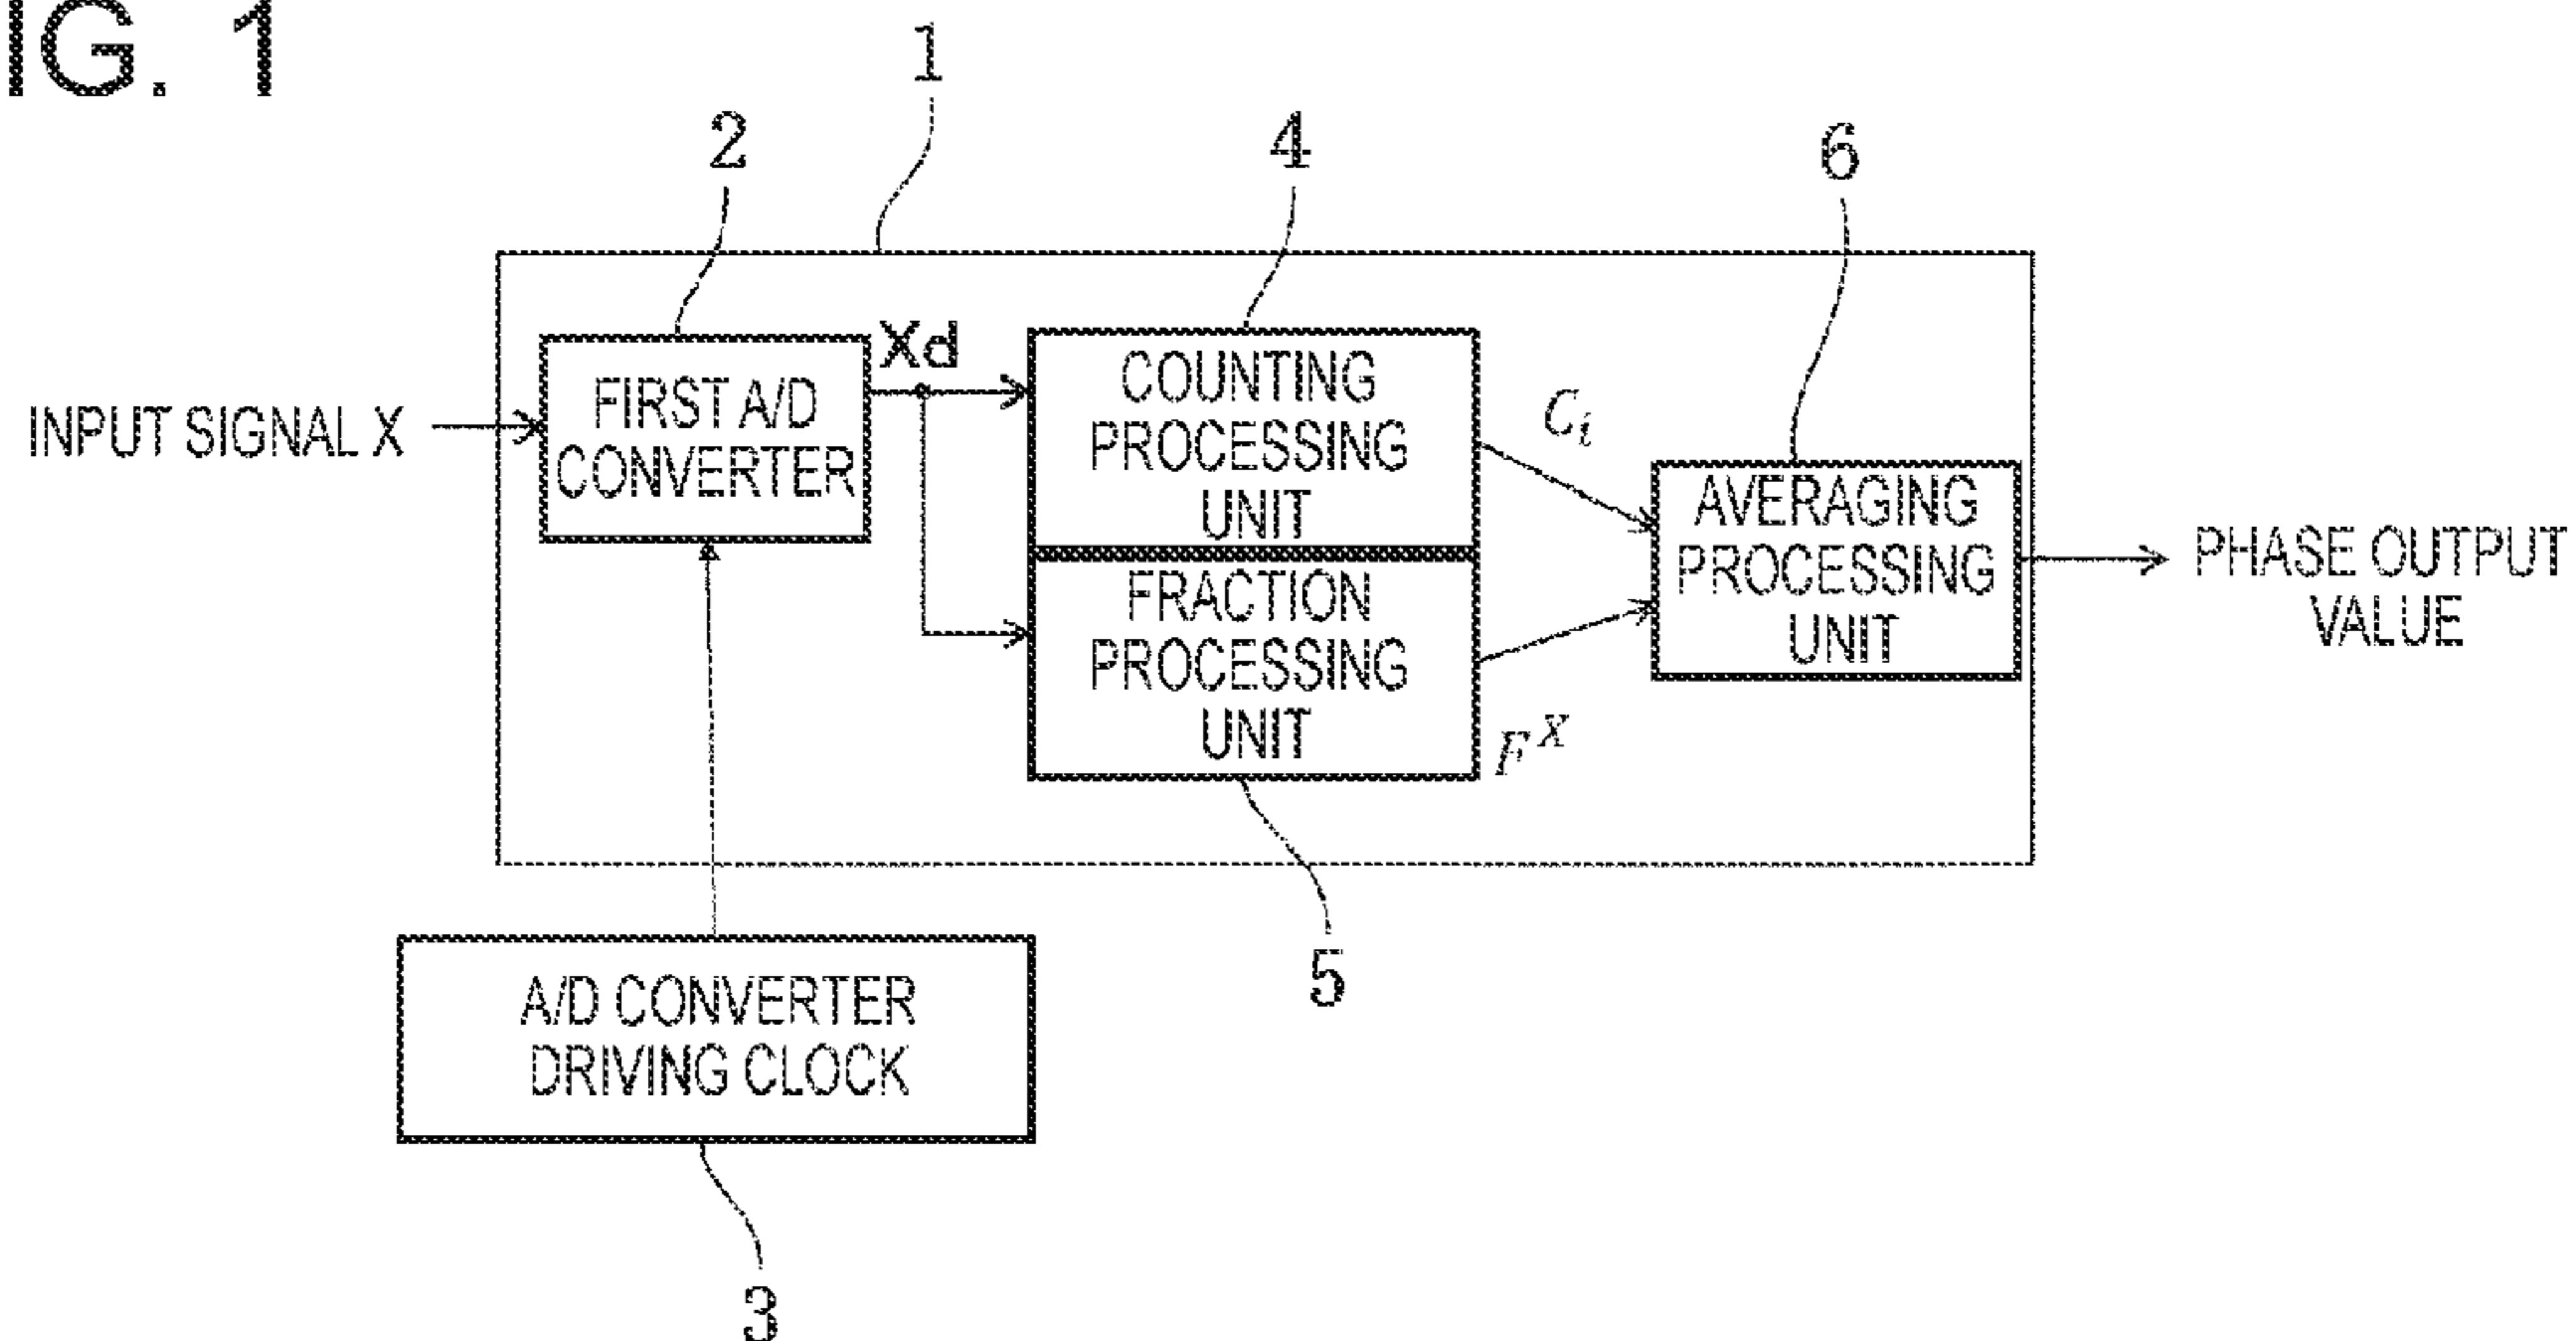 IG. 1
1
2
4
6
Xd
INPUT SIGNAL X
FIRST A/D
CONVERTER
COUNTING
PROCESSING
UNIT
C_i
FRACTION
PROCESSING
UNIT
F^X
AVERAGING
PROCESSING
UNIT
PHASE OUTPUT
VALUE
5
A/D CONVERTER
DRIVING CLOCK
3